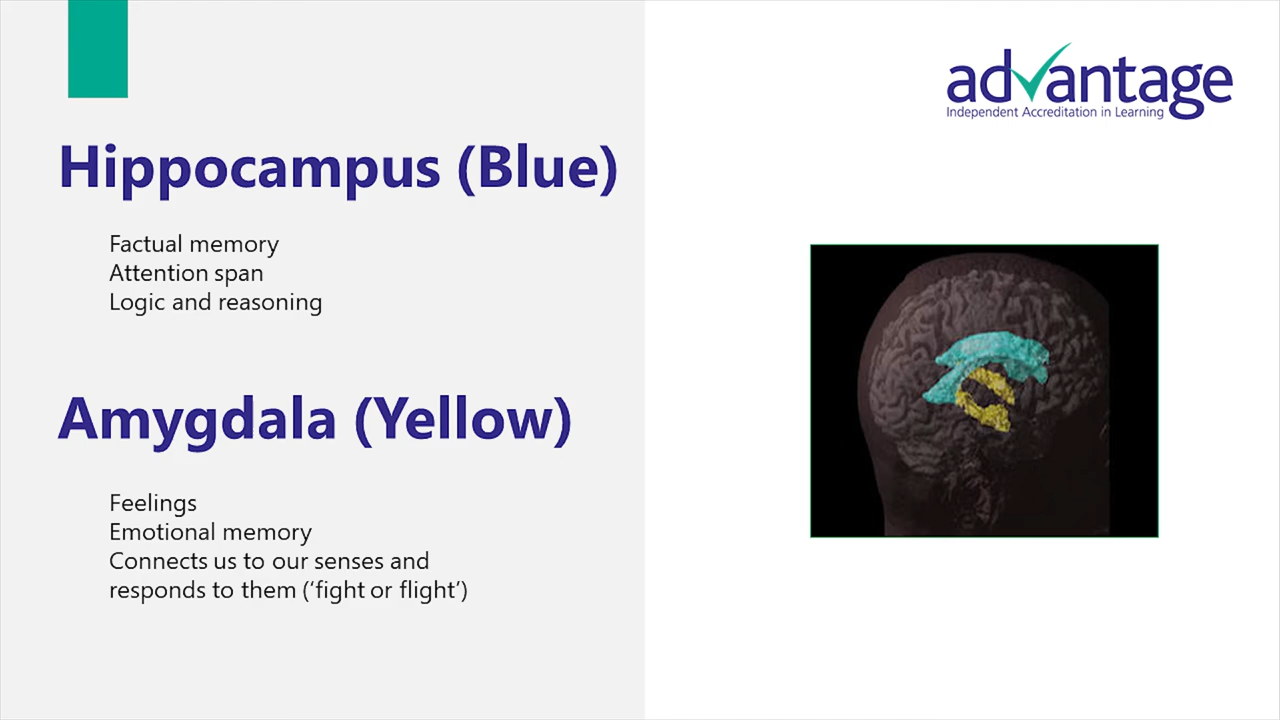 Hippocampus (Blue)
Factual memory
Attention span
Logic and reasoning
Amygdala (Yellow)
Feelings
Emotional memory
Connects us to our senses and
responds to them (‘fight or flight’)
advantage
Independent Accreditation in Learning